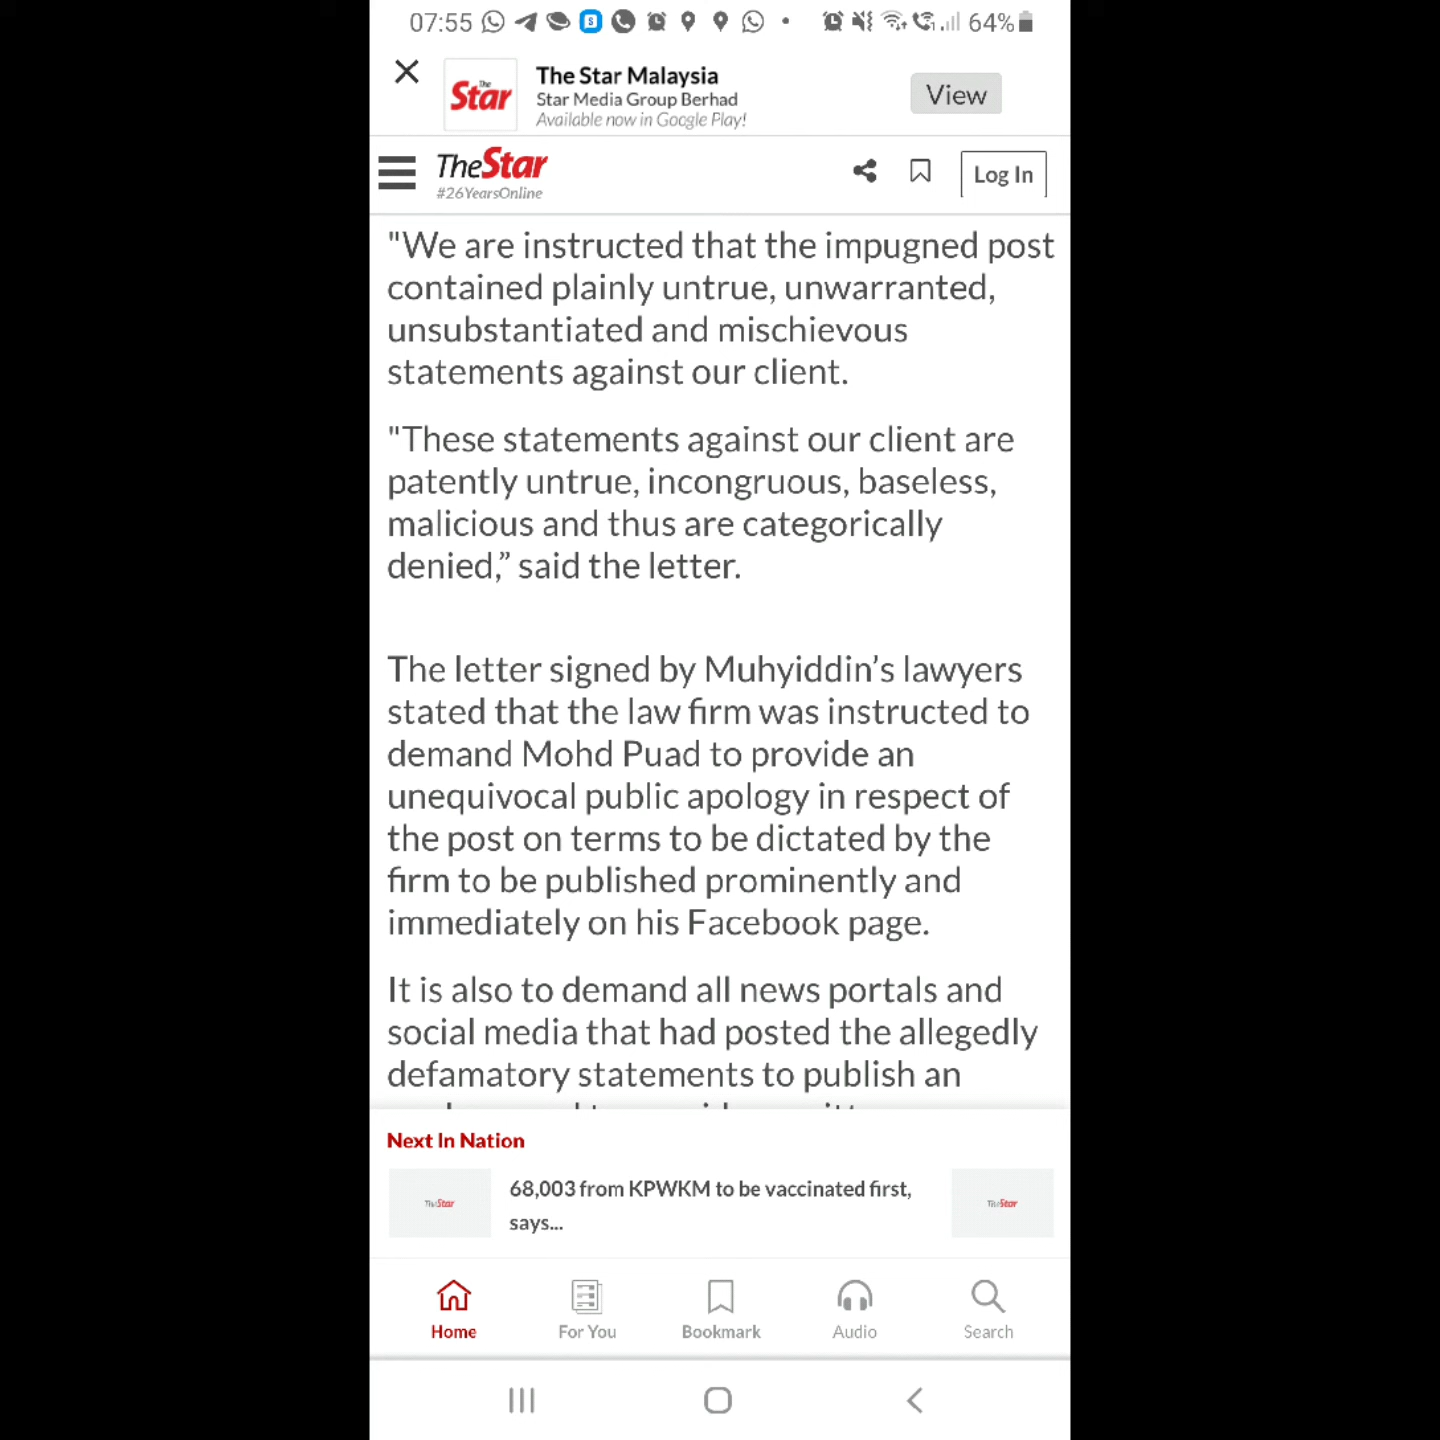 07:55 64%
The Star
The Star Malaysia
Star Media Group Berhad
Available now in Google Play!
View
TheStar
#26YearsOnline
Log In
"We are instructed that the impugned post
contained plainly untrue, unwarranted,
unsubstantiated and mischievous
statements against our client.
"These statements against our client are
patently untrue, incongruous, baseless,
malicious and thus are categorically
denied,” said the letter.
The letter signed by Muhyiddin’s lawyers
stated that the law firm was instructed to
demand Mohd Puad to provide an
unequivocal public apology in respect of
the post on terms to be dictated by the
firm to be published prominently and
immediately on his Facebook page.
It is also to demand all news portals and
social media that had posted the allegedly
defamatory statements to publish an
Next In Nation
TheStar
68,003 from KPWKM to be vaccinated first,
says...
TheStar
Home
For You
Bookmark
Audio
Search